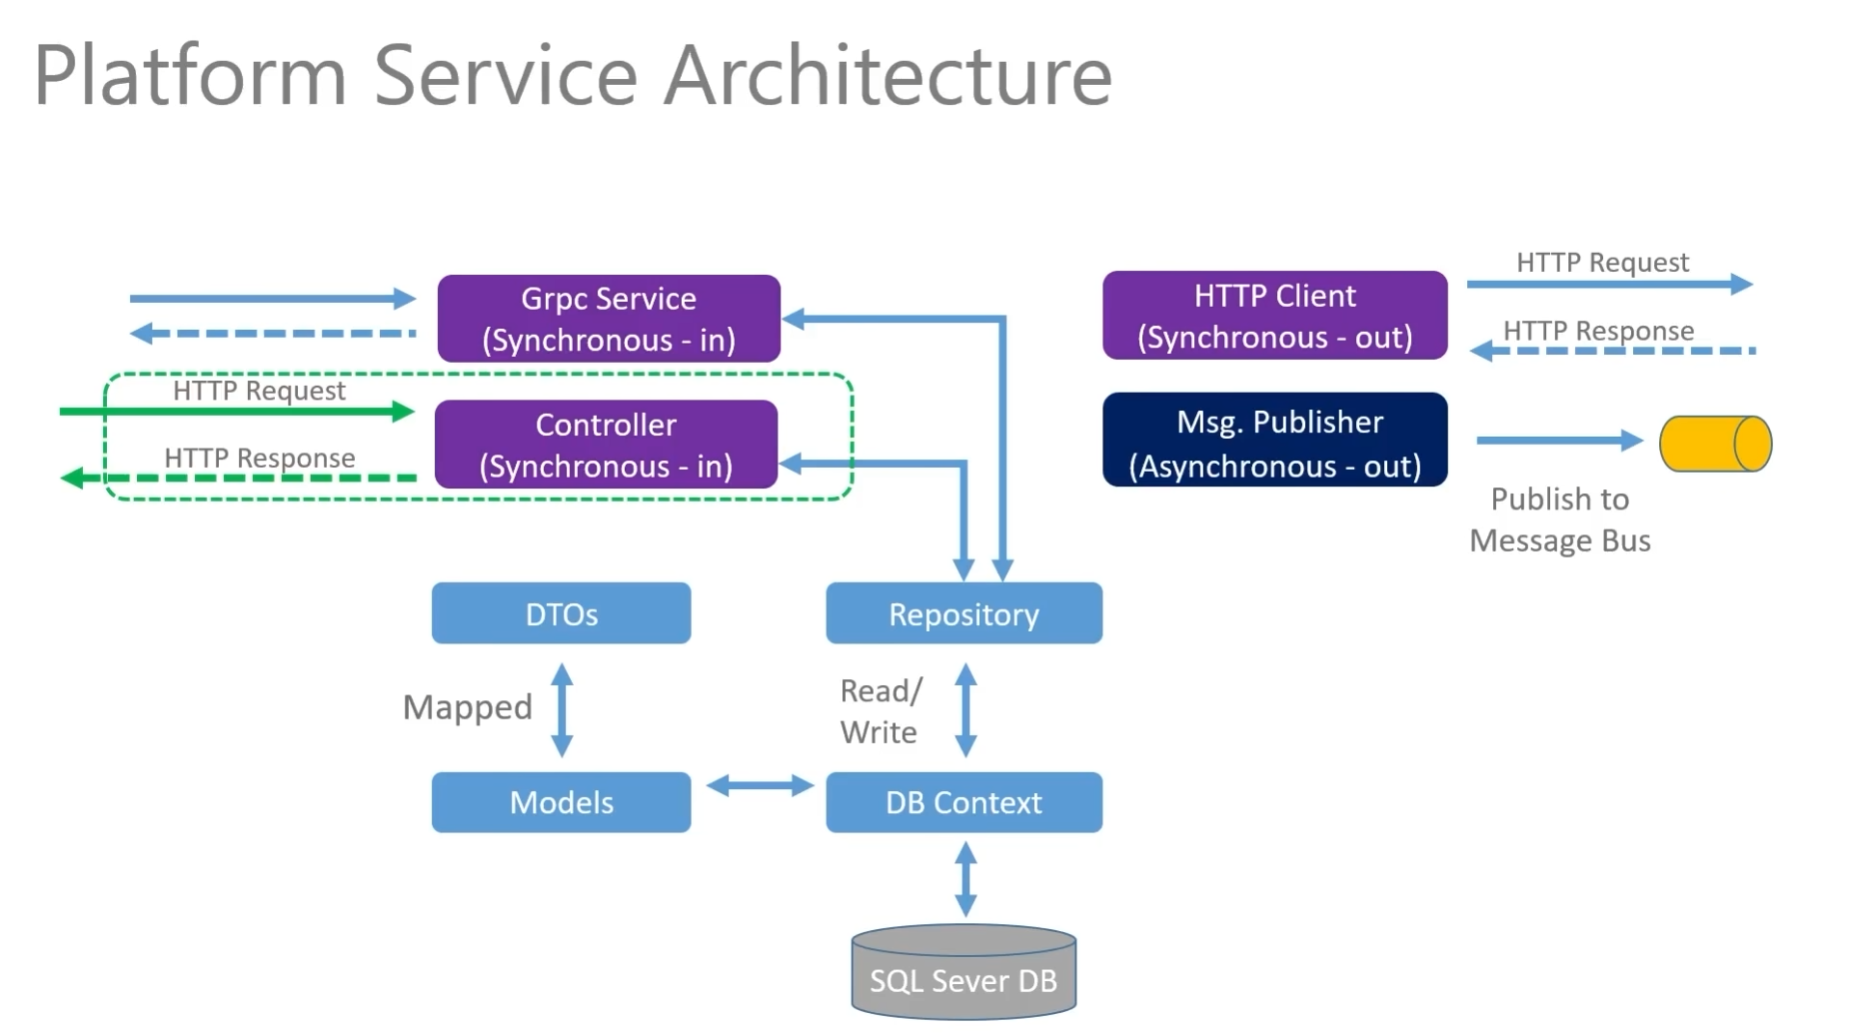 Platform Service Architecture
Grpc Service
(Synchronous - in)
HTTP Request
HTTP Response
Controller
(Synchronous - in)
HTTP Client
(Synchronous - out)
HTTP Request
HTTP Response
Msg. Publisher
(Asynchronous - out)
Publish to
Message Bus
DTOs
Repository
Mapped
Read/
Write
Models
DB Context
SQL Sever DB